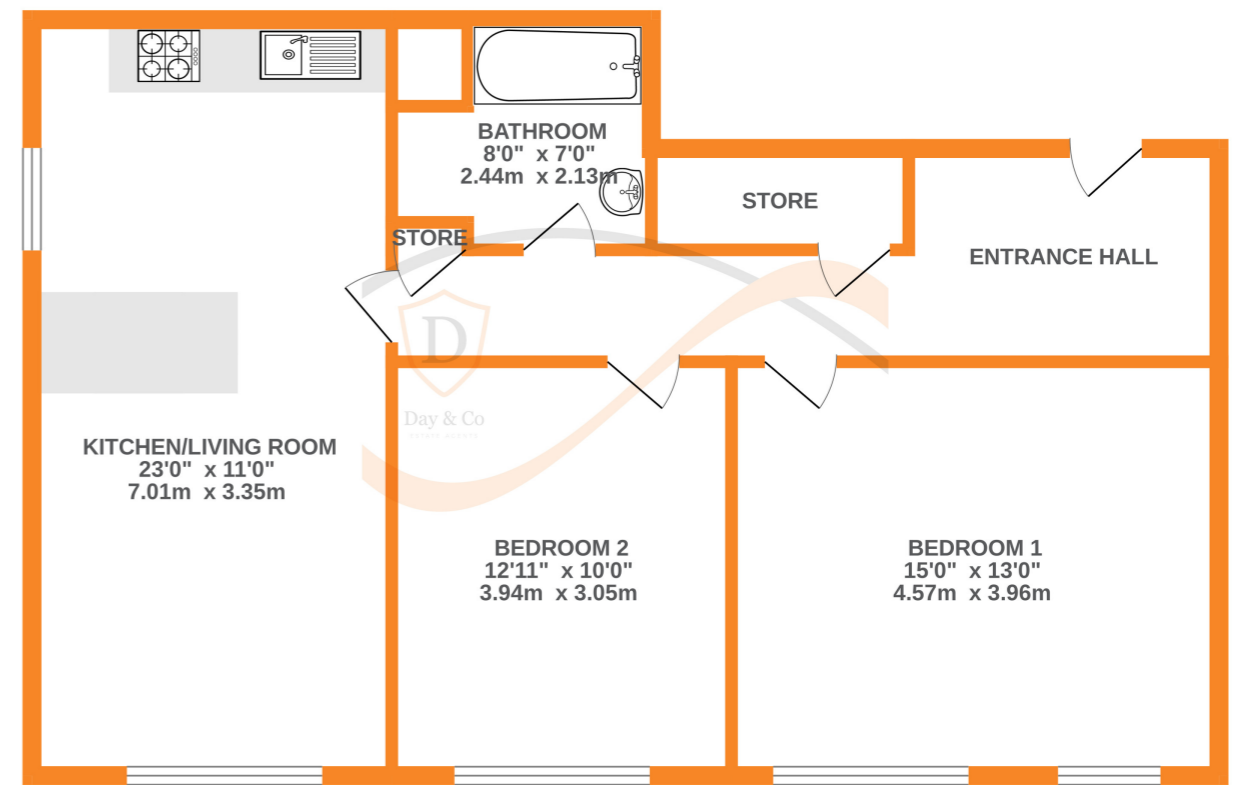 BATHROOM
8'0" x 7'0"
2.44m x 2.13m
STORE
STORE
ENTRANCE HALL
D
Day & Co
ESTATE AGENTS
KITCHEN/LIVING ROOM
23'0" x 11'0"
7.01m x 3.35m
BEDROOM 2
12'11" x 10'0"
3.94m x 3.05m
BEDROOM 1
15'0" x 13'0"
4.57m x 3.96m